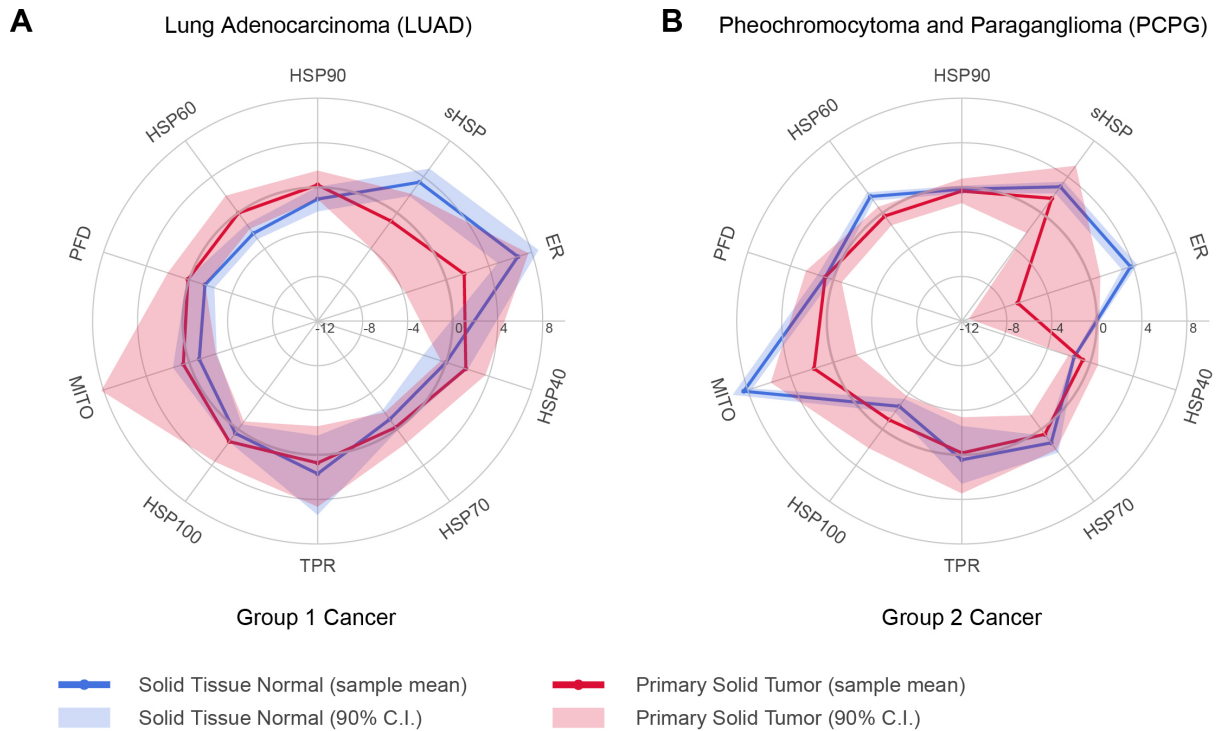 A
Lung Adenocarcinoma (LUAD)
HSP90
sHSP
ER
HSP40
HSP70
TPR
HSP100
MITO
PFD
HSP60
-12
-8
-4
0
4
8
Group 1 Cancer
B
Pheochromocytoma and Paraganglioma (PCPG)
HSP90
sHSP
ER
HSP40
HSP70
TPR
HSP100
MITO
PFD
HSP60
-12
-8
-4
0
4
8
Group 2 Cancer
Solid Tissue Normal (sample mean)
Solid Tissue Normal (90% C.I.)
Primary Solid Tumor (sample mean)
Primary Solid Tumor (90% C.I.)